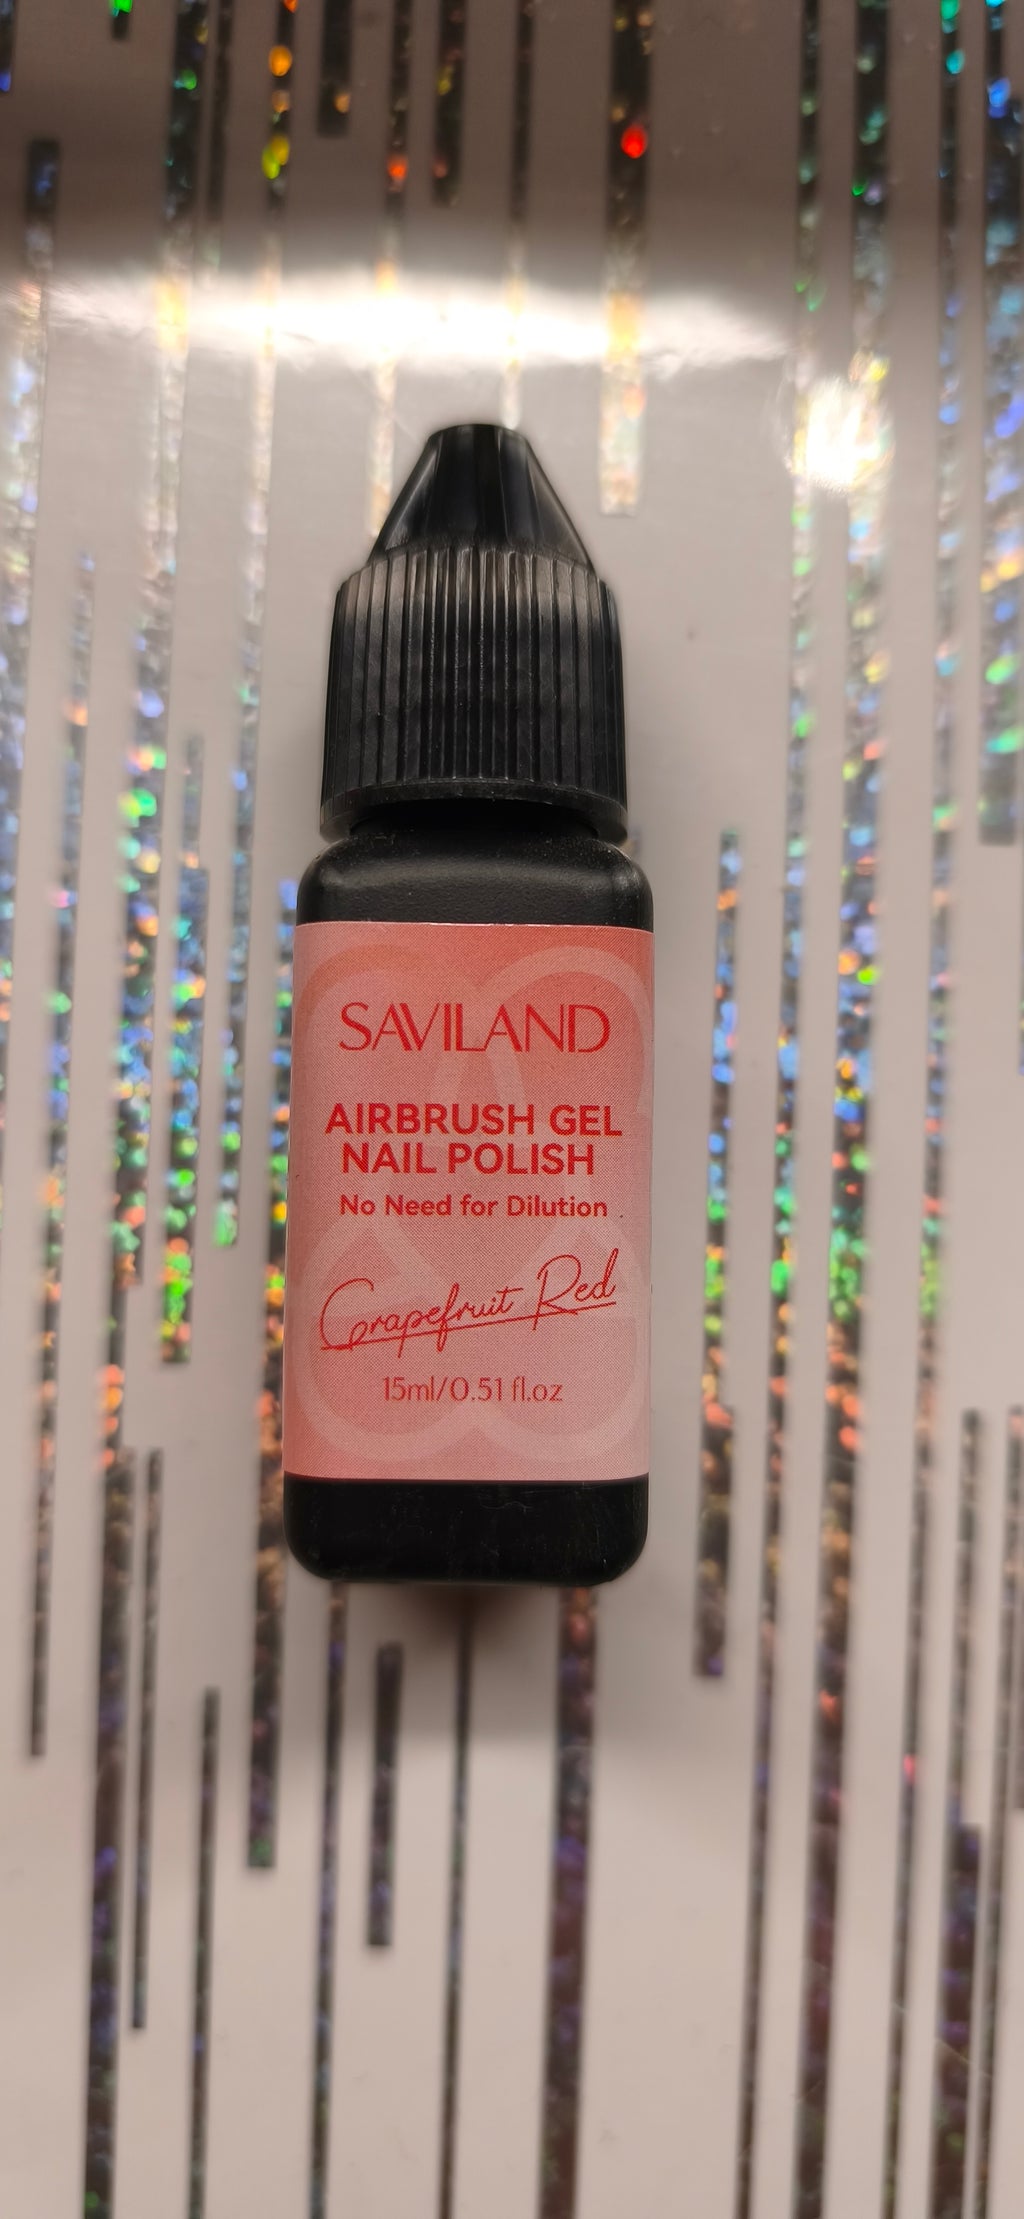 SAVILAND
AIRBRUSH GEL
NAIL POLISH
No Need for Dilution
Grapefruit Red
15ml/0.51 fl.oz